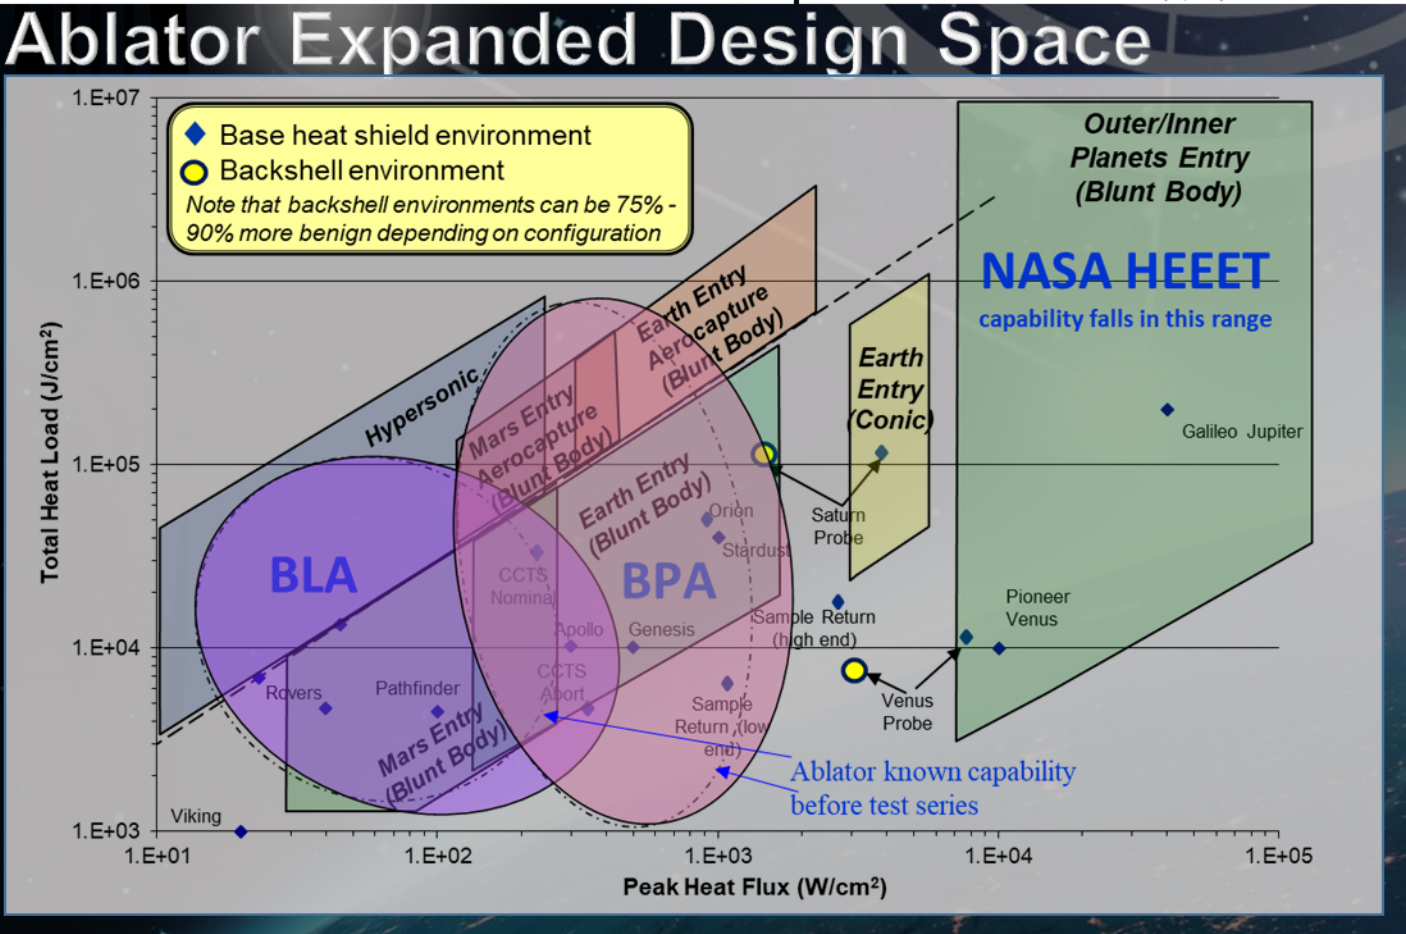 Ablator Expanded Design Space
1.E+07
1.E+06
1.E+05
1.E+04
1.E+03
Total Heat Load (J/cm²)
Base heat shield environment
Backshell environment
Note that backshell environments can be 75% -
90% more benign depending on configuration
Outer/Inner
Planets Entry
(Blunt Body)
NASA HEEET
capability falls in this range
Earth Entry
Aerocapture
(Blunt Body)
Hypersonic
Mars Entry
Aerocapture
(Blunt Body)
Earth
Entry
(Conic)
Galileo Jupiter
Earth Entry
(Blunt Body)
Orion
Stardust
Saturn
Probe
BLA
CCTS
Nominal
BPA
Sample Return
(high end)
Pioneer
Venus
Apollo
Genesis
CCTS
Abort
Rovers
Pathfinder
Mars Entry
(Blunt Body)
Sample
Return (low
end)
Venus
Probe
Ablator known capability
before test series
Viking
1.E+01
1.E+02
1.E+03
1.E+04
1.E+05
Peak Heat Flux (W/cm²)